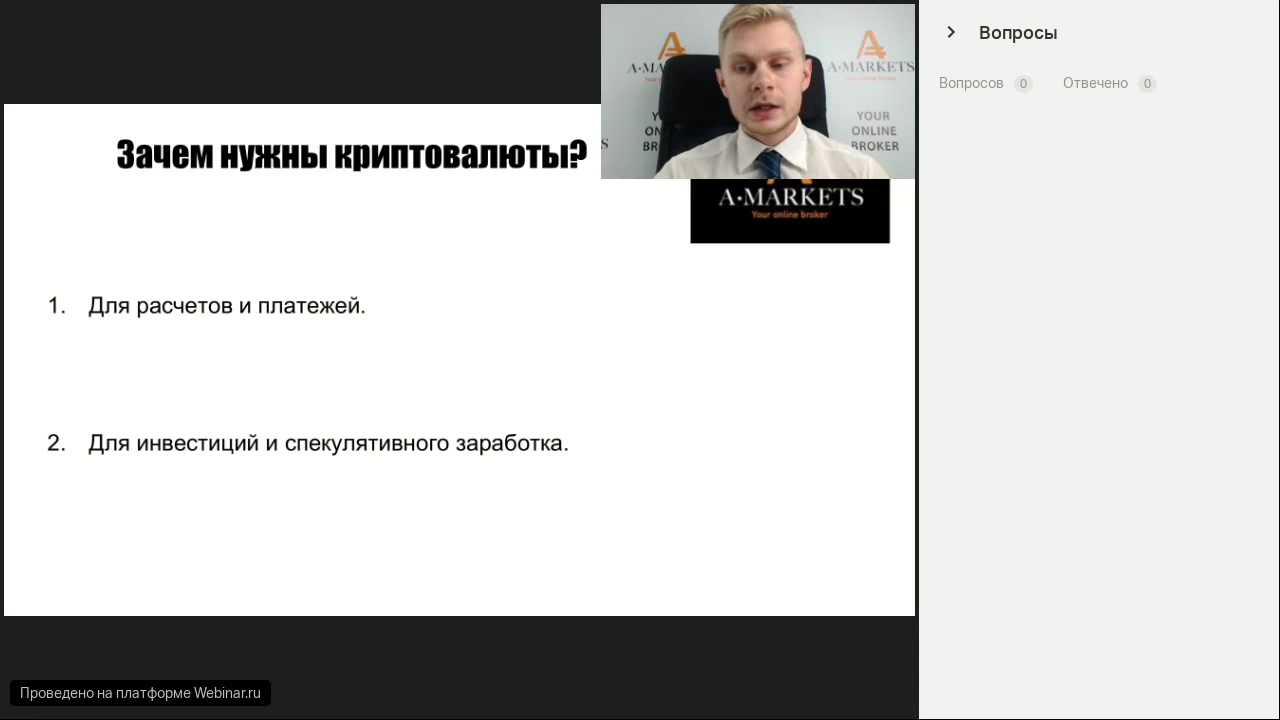 Зачем нужны криптовалюты?
A·MARKETS
Your online broker
1. Для расчетов и платежей.
2. Для инвестиций и спекулятивного заработка.
A·MARKETS
A·MARKETS
YOUR
ONLINE
BROKER
Вопросы
Вопросов 0 Отвечено 0
Проведено на платформе Webinar.ru